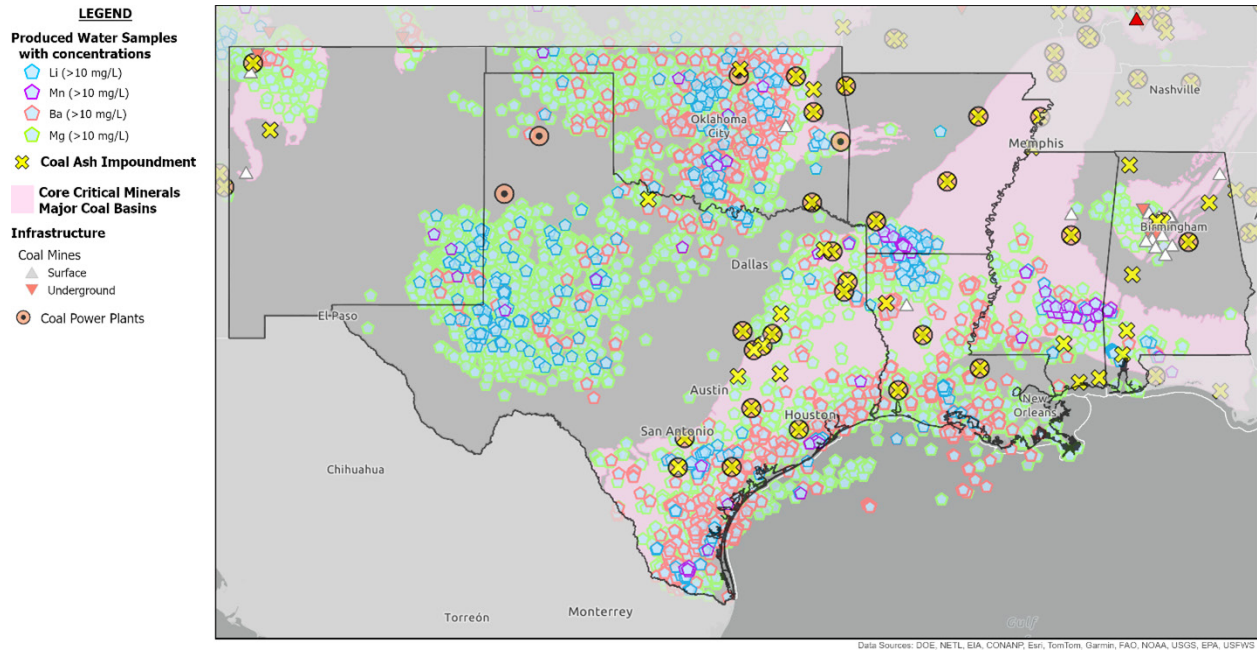 LEGEND
Produced Water Samples
with concentrations
Li (>10 mg/L)
Mn (>10 mg/L)
Ba (>10 mg/L)
Mg (>10 mg/L)
Coal Ash Impoundment
Core Critical Minerals
Major Coal Basins
Infrastructure
Coal Mines
Surface
Underground
Coal Power Plants
Nashville
Oklahoma
City
Memphis
Birmingham
Dallas
El Paso
Austin
Houston
New
Orleans
San Antonio
Chihuahua
Torreón
Monterrey
Gulf
Data Sources: DOE, NETL, EIA, CONANP, Esri, TomTom, Garmin, FAO, NOAA, USGS, EPA, USFWS